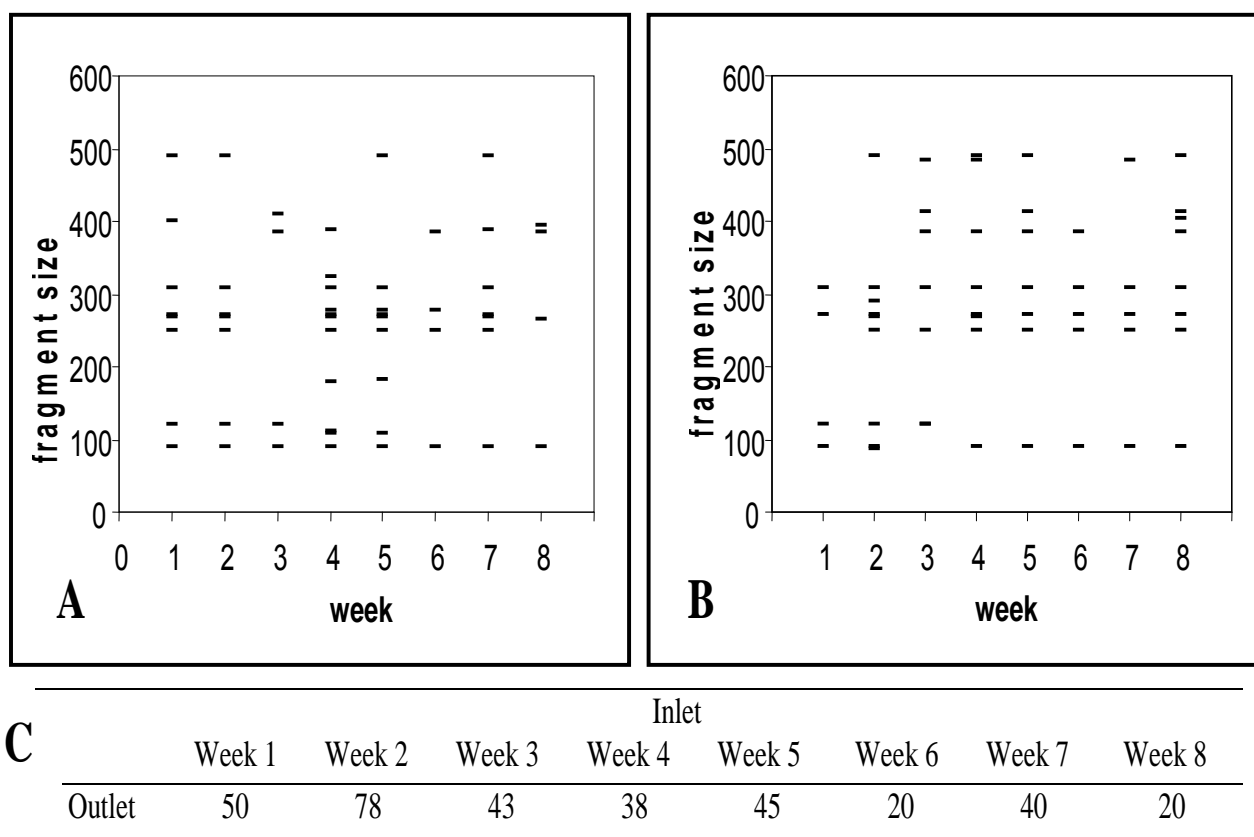 600
500
400
300
200
100
0
fragment size
0 1 2 3 4 5 6 7 8
week
A
600
500
400
300
200
100
0
fragment size
1 2 3 4 5 6 7 8
week
B
C
Inlet
Week 1 Week 2 Week 3 Week 4 Week 5 Week 6 Week 7 Week 8
Outlet 50 78 43 38 45 20 40 20